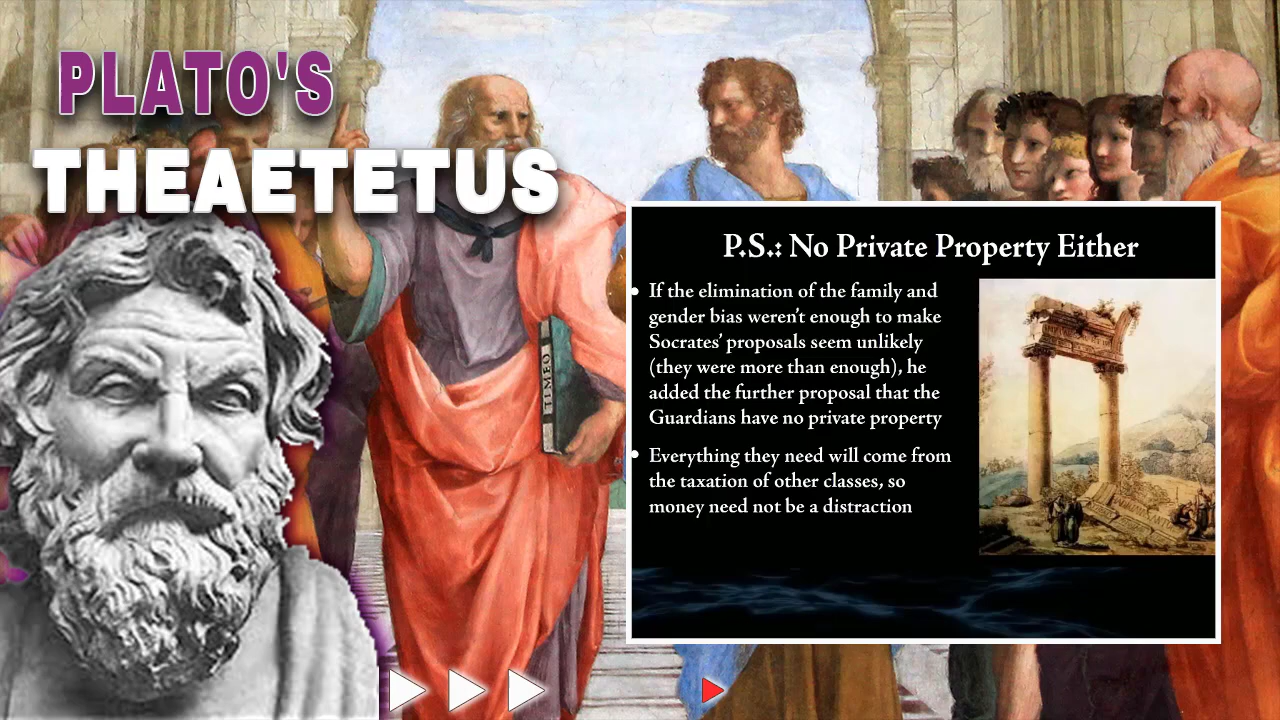 PLATO'S
THEAETETUS
P.S.: No Private Property Either
• If the elimination of the family and
gender bias weren't enough to make
Socrates' proposals seem unlikely
(they were more than enough), he
added the further proposal that the
Guardians have no private property
• Everything they need will come from
the taxation of other classes, so
money need not be a distraction
TIMEO